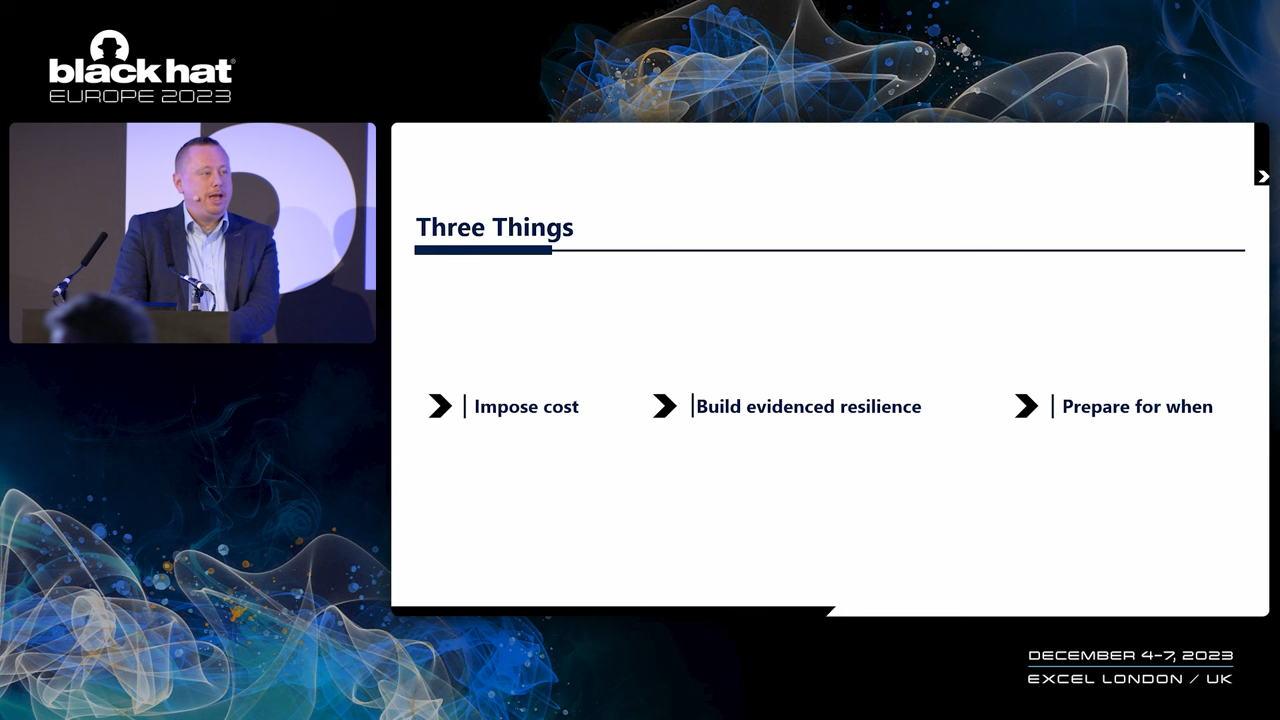 black hat®
EUROPE 2023
Three Things
Impose cost
Build evidenced resilience
Prepare for when
DECEMBER 4-7, 2023
EXCEL LONDON / UK